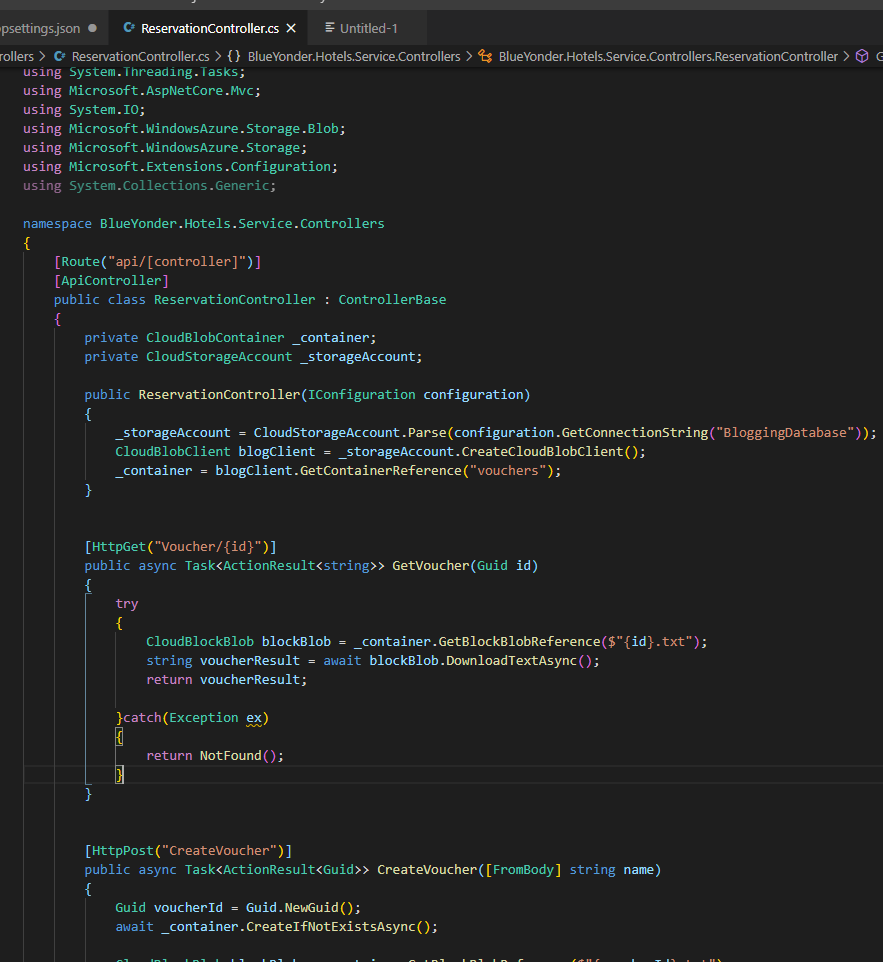 ppsettings.json
C# ReservationController.cs
Untitled-1
rollers > C# ReservationController.cs > {} BlueYonder.Hotels.Service.Controllers > BlueYonder.Hotels.Service.Controllers.ReservationController >
using System.Threading.Tasks;
using Microsoft.AspNetCore.Mvc;
using System.IO;
using Microsoft.WindowsAzure.Storage.Blob;
using Microsoft.WindowsAzure.Storage;
using Microsoft.Extensions.Configuration;
using System.Collections.Generic;
namespace BlueYonder.Hotels.Service.Controllers
{
[Route("api/[controller]")]
[ApiController]
public class ReservationController : ControllerBase
{
private CloudBlobContainer _container;
private CloudStorageAccount _storageAccount;
public ReservationController(IConfiguration configuration)
{
_storageAccount = CloudStorageAccount.Parse(configuration.GetConnectionString("BloggingDatabase"));
CloudBlobClient blogClient = _storageAccount.CreateCloudBlobClient();
_container = blogClient.GetContainerReference("vouchers");
}
[HttpGet("Voucher/{id}")]
public async Task<ActionResult<string>> GetVoucher(Guid id)
{
try
{
CloudBlockBlob blockBlob = _container.GetBlockBlobReference($"{id}.txt");
string voucherResult = await blockBlob.DownloadTextAsync();
return voucherResult;
}catch(Exception ex)
{
return NotFound();
}
}
[HttpPost("CreateVoucher")]
public async Task<ActionResult<Guid>> CreateVoucher([FromBody] string name)
{
Guid voucherId = Guid.NewGuid();
await _container.CreateIfNotExistsAsync();